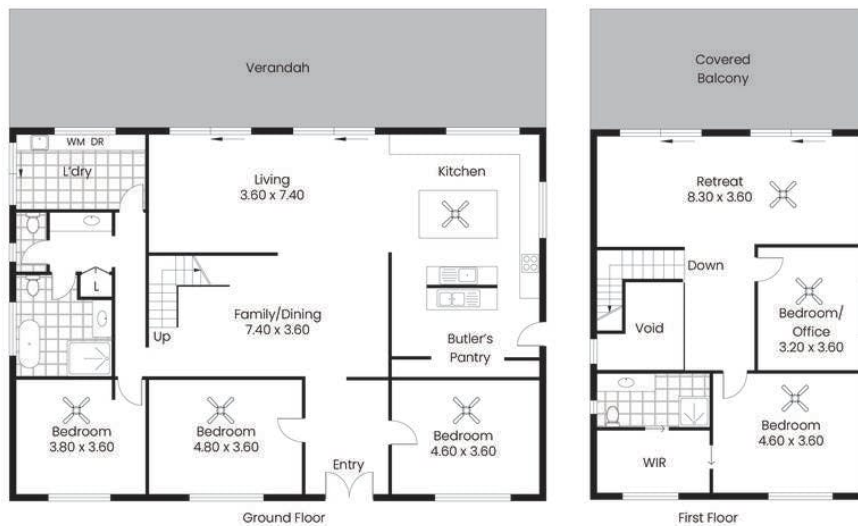 Verandah
WM DR
L'dry
Living
3.60 x 7.40
Kitchen
L
Up
Family/Dining
7.40 x 3.60
Butler's
Pantry
Bedroom
3.80 x 3.60
Bedroom
4.80 x 3.60
Entry
Bedroom
4.60 x 3.60
Ground Floor
Covered
Balcony
Retreat
8.30 x 3.60
Down
Void
Bedroom/
Office
3.20 x 3.60
Bedroom
4.60 x 3.60
WIR
First Floor